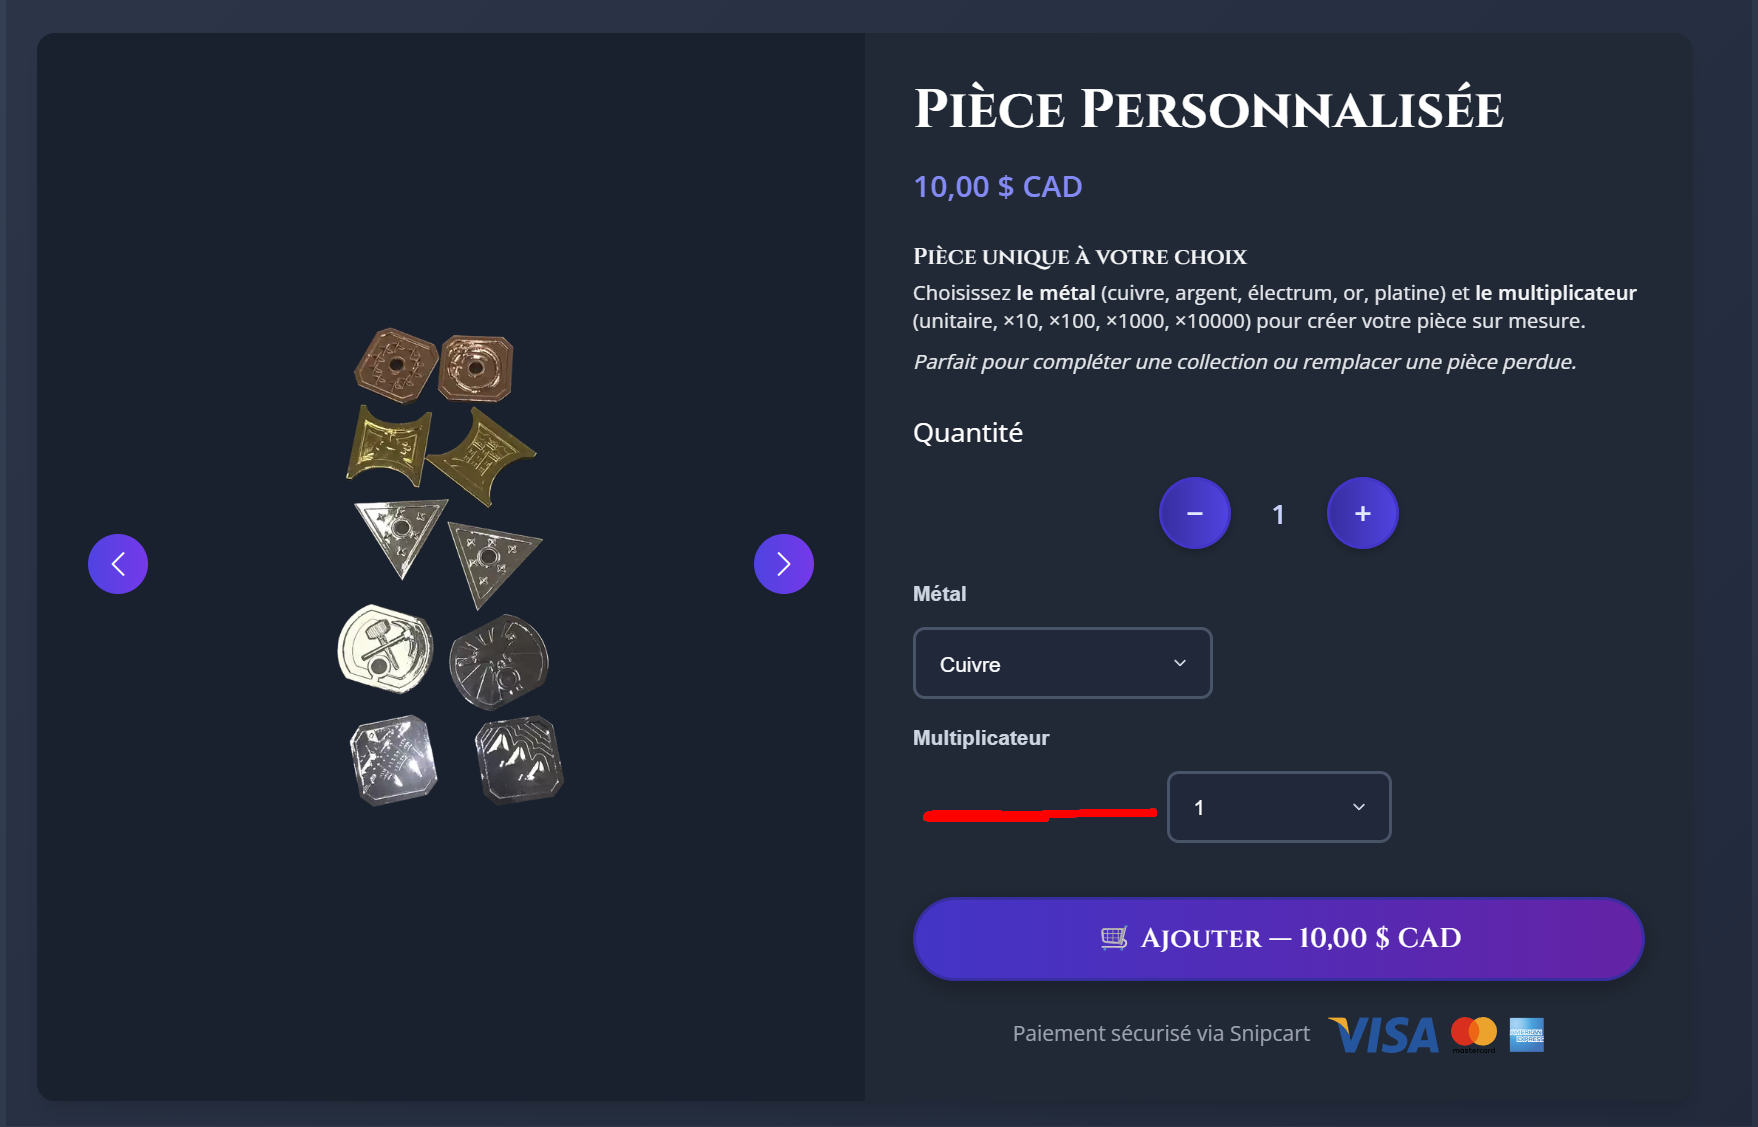 Pièce Personnalisée
10,00 $ CAD
Pièce unique à votre choix
Choisissez le métal (cuivre, argent, électrum, or, platine) et le multiplicateur
(unitaire, ×10, ×100, ×1000, ×10000) pour créer votre pièce sur mesure.
Parfait pour compléter une collection ou remplacer une pièce perdue.
Quantité
− 1 +
Métal
Cuivre
Multiplicateur
1
Ajouter — 10,00 $ CAD
Paiement sécurisé via Snipcart VISA mastercard AMERICAN EXPRESS